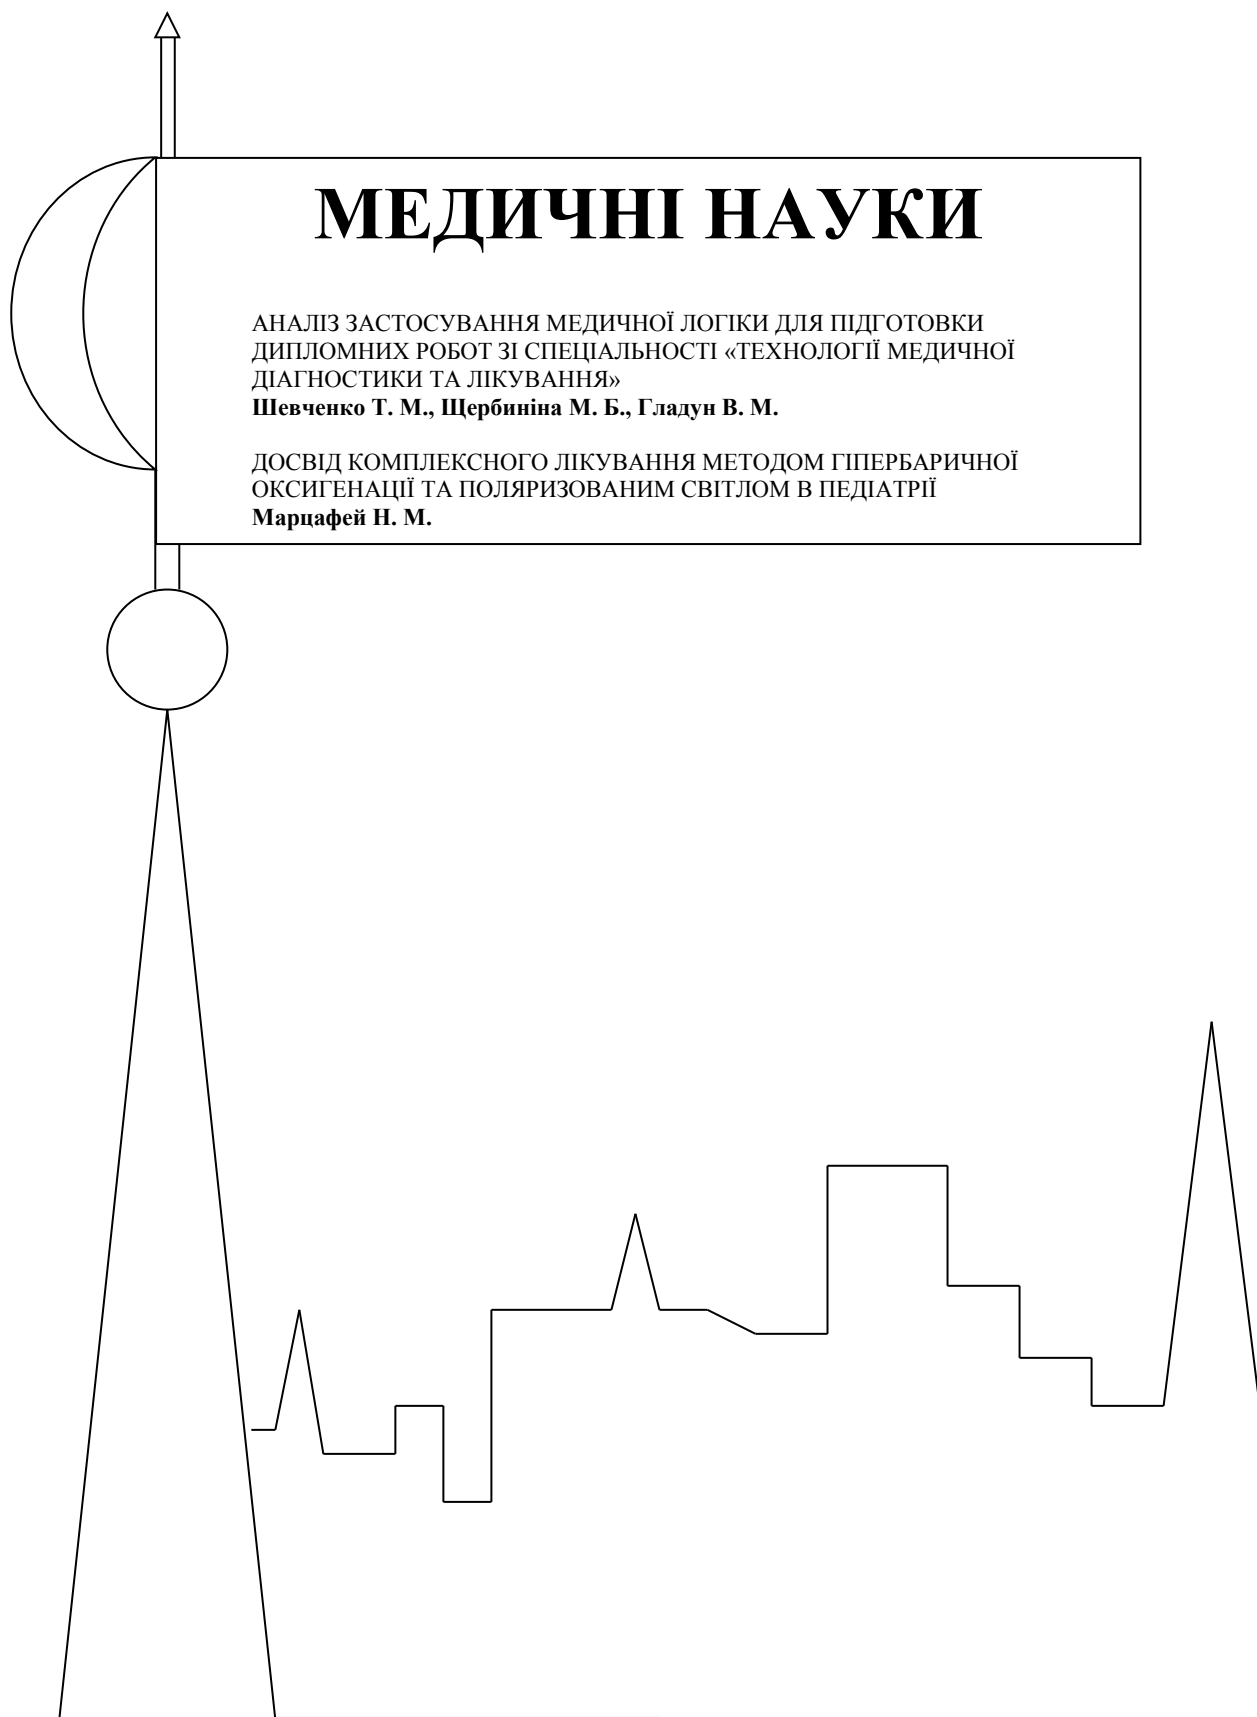 МЕДИЧНІ НАУКИ
АНАЛІЗ ЗАСТОСУВАННЯ МЕДИЧНОЇ ЛОГІКИ ДЛЯ ПІДГОТОВКИ
ДИПЛОМНИХ РОБОТ ЗІ СПЕЦІАЛЬНОСТІ «ТЕХНОЛОГІЇ МЕДИЧНОЇ
ДІАГНОСТИКИ ТА ЛІКУВАННЯ»
Шевченко Т. М., Щербиніна М. Б., Гладун В. М.
ДОСВІД КОМПЛЕКСНОГО ЛІКУВАННЯ МЕТОДОМ ГІПЕРБАРИЧНОЇ
ОКСИГЕНАЦІЇ ТА ПОЛЯРИЗОВАНИМ СВІТЛОМ В ПЕДІАТРІЇ
Марцафей Н. М.